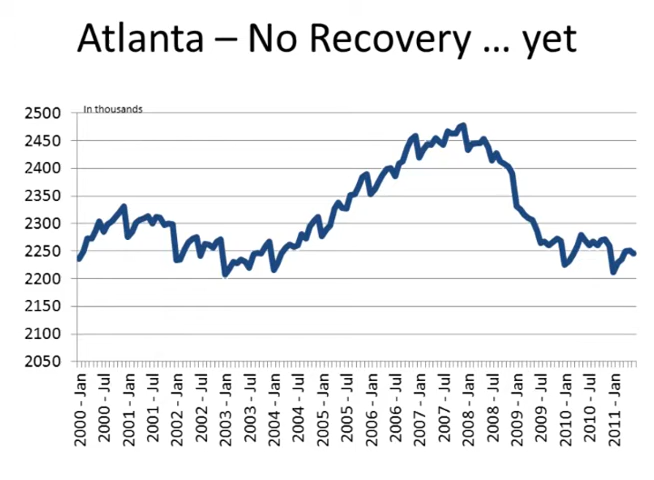 Atlanta – No Recovery … yet
In thousands
2500
2450
2400
2350
2300
2250
2200
2150
2100
2050
2000 - Jan
2000 - Jul
2001 - Jan
2001 - Jul
2002 - Jan
2002 - Jul
2003 - Jan
2003 - Jul
2004 - Jan
2004 - Jul
2005 - Jan
2005 - Jul
2006 - Jan
2006 - Jul
2007 - Jan
2007 - Jul
2008 - Jan
2008 - Jul
2009 - Jan
2009 - Jul
2010 - Jan
2010 - Jul
2011 - Jan